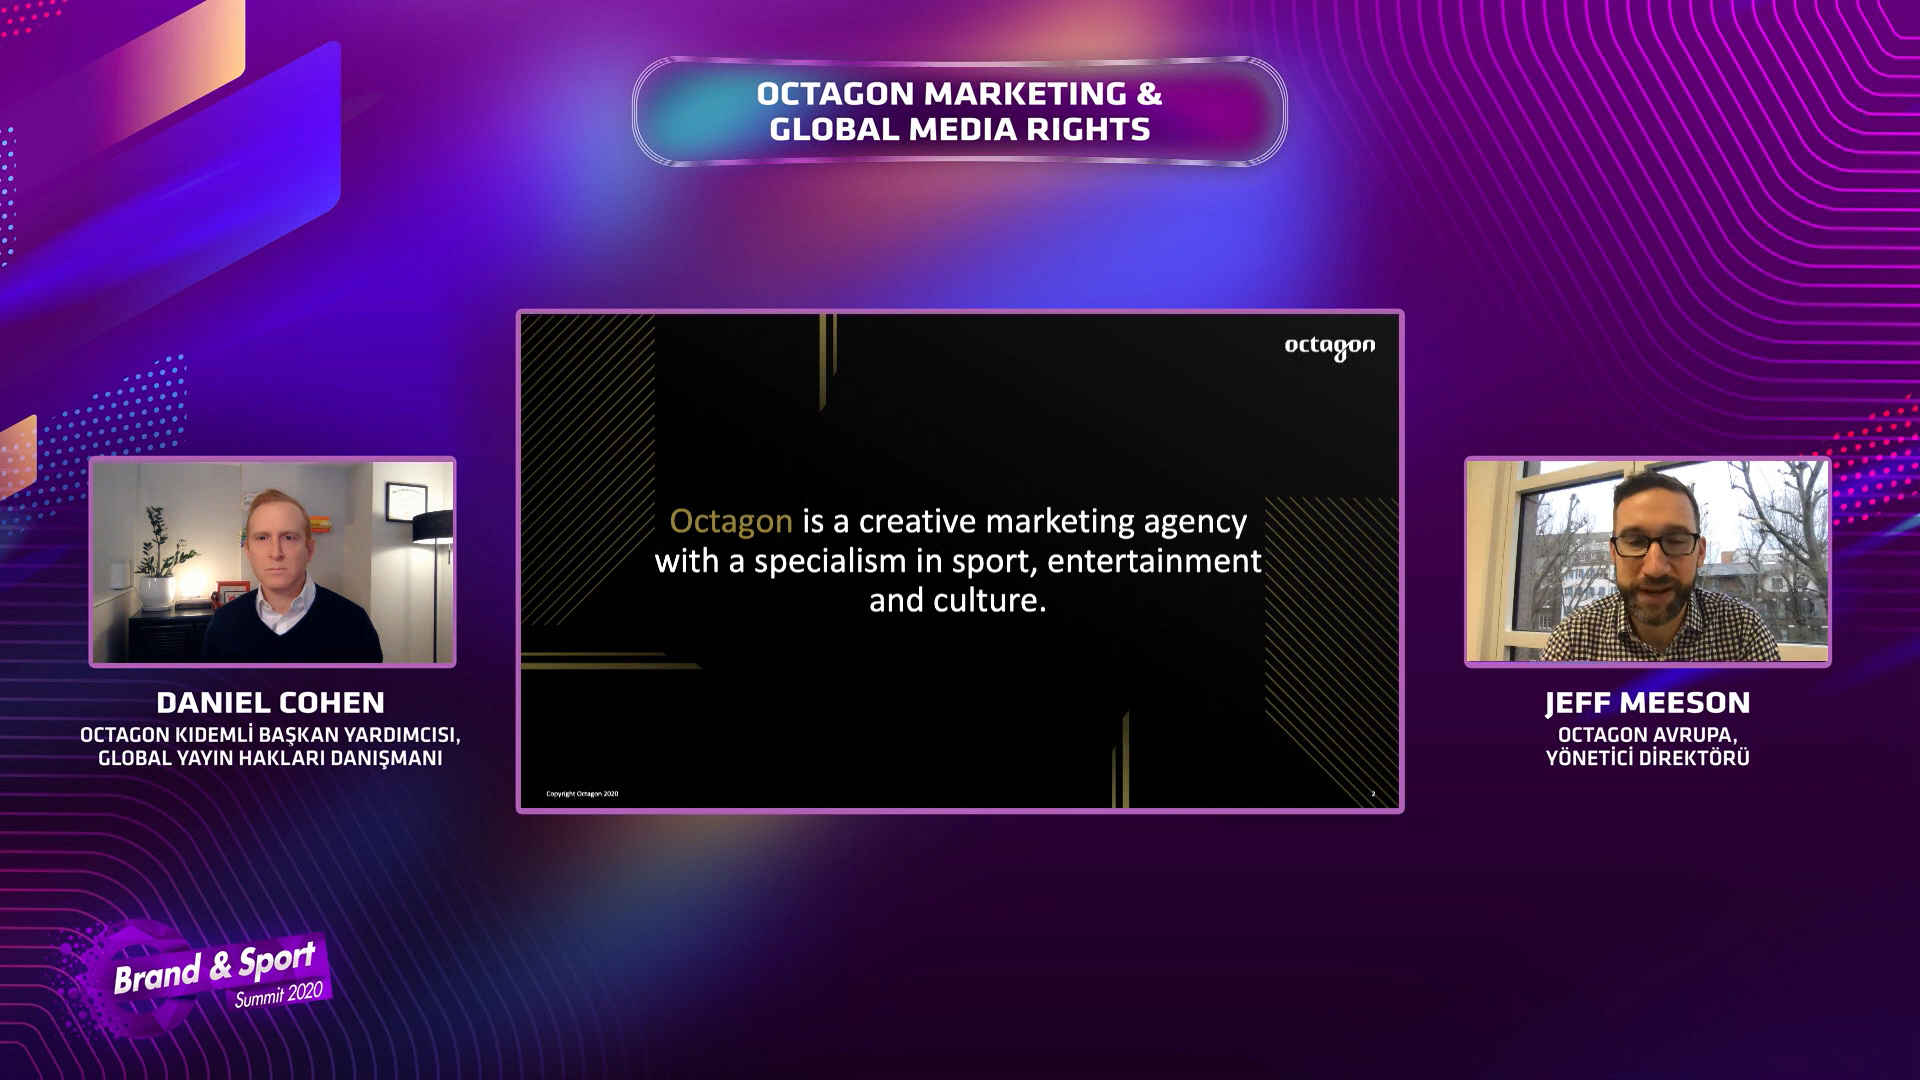 OCTAGON MARKETING &
GLOBAL MEDIA RIGHTS
octagon
Octagon is a creative marketing agency
with a specialism in sport, entertainment
and culture.
Copyright Octagon 2020
2
DANIEL COHEN
OCTAGON KIDEMLİ BAŞKAN YARDIMCISI,
GLOBAL YAYIN HAKLARI DANIŞMANI
JEFF MEESON
OCTAGON AVRUPA,
YÖNETİCİ DİREKTÖRÜ
Brand & Sport
Summit 2020